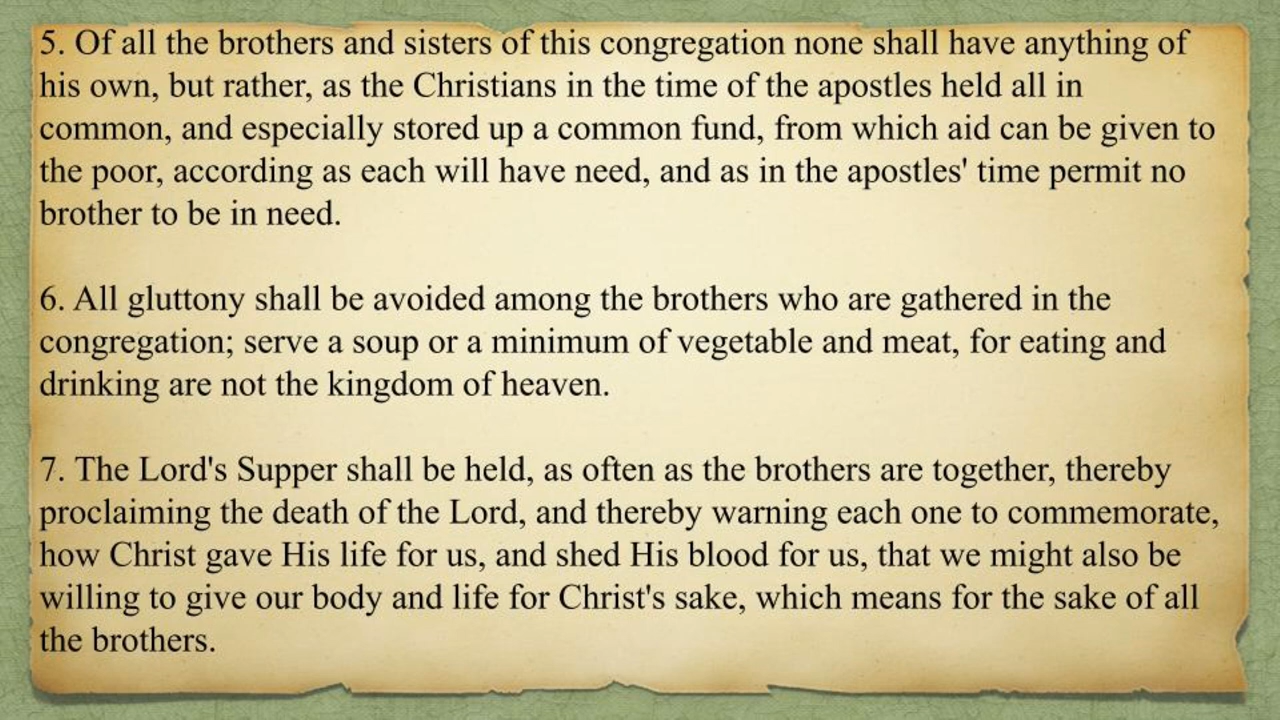 5. Of all the brothers and sisters of this congregation none shall have anything of
his own, but rather, as the Christians in the time of the apostles held all in
common, and especially stored up a common fund, from which aid can be given to
the poor, according as each will have need, and as in the apostles' time permit no
brother to be in need.
6. All gluttony shall be avoided among the brothers who are gathered in the
congregation; serve a soup or a minimum of vegetable and meat, for eating and
drinking are not the kingdom of heaven.
7. The Lord's Supper shall be held, as often as the brothers are together, thereby
proclaiming the death of the Lord, and thereby warning each one to commemorate,
how Christ gave His life for us, and shed His blood for us, that we might also be
willing to give our body and life for Christ's sake, which means for the sake of all
the brothers.